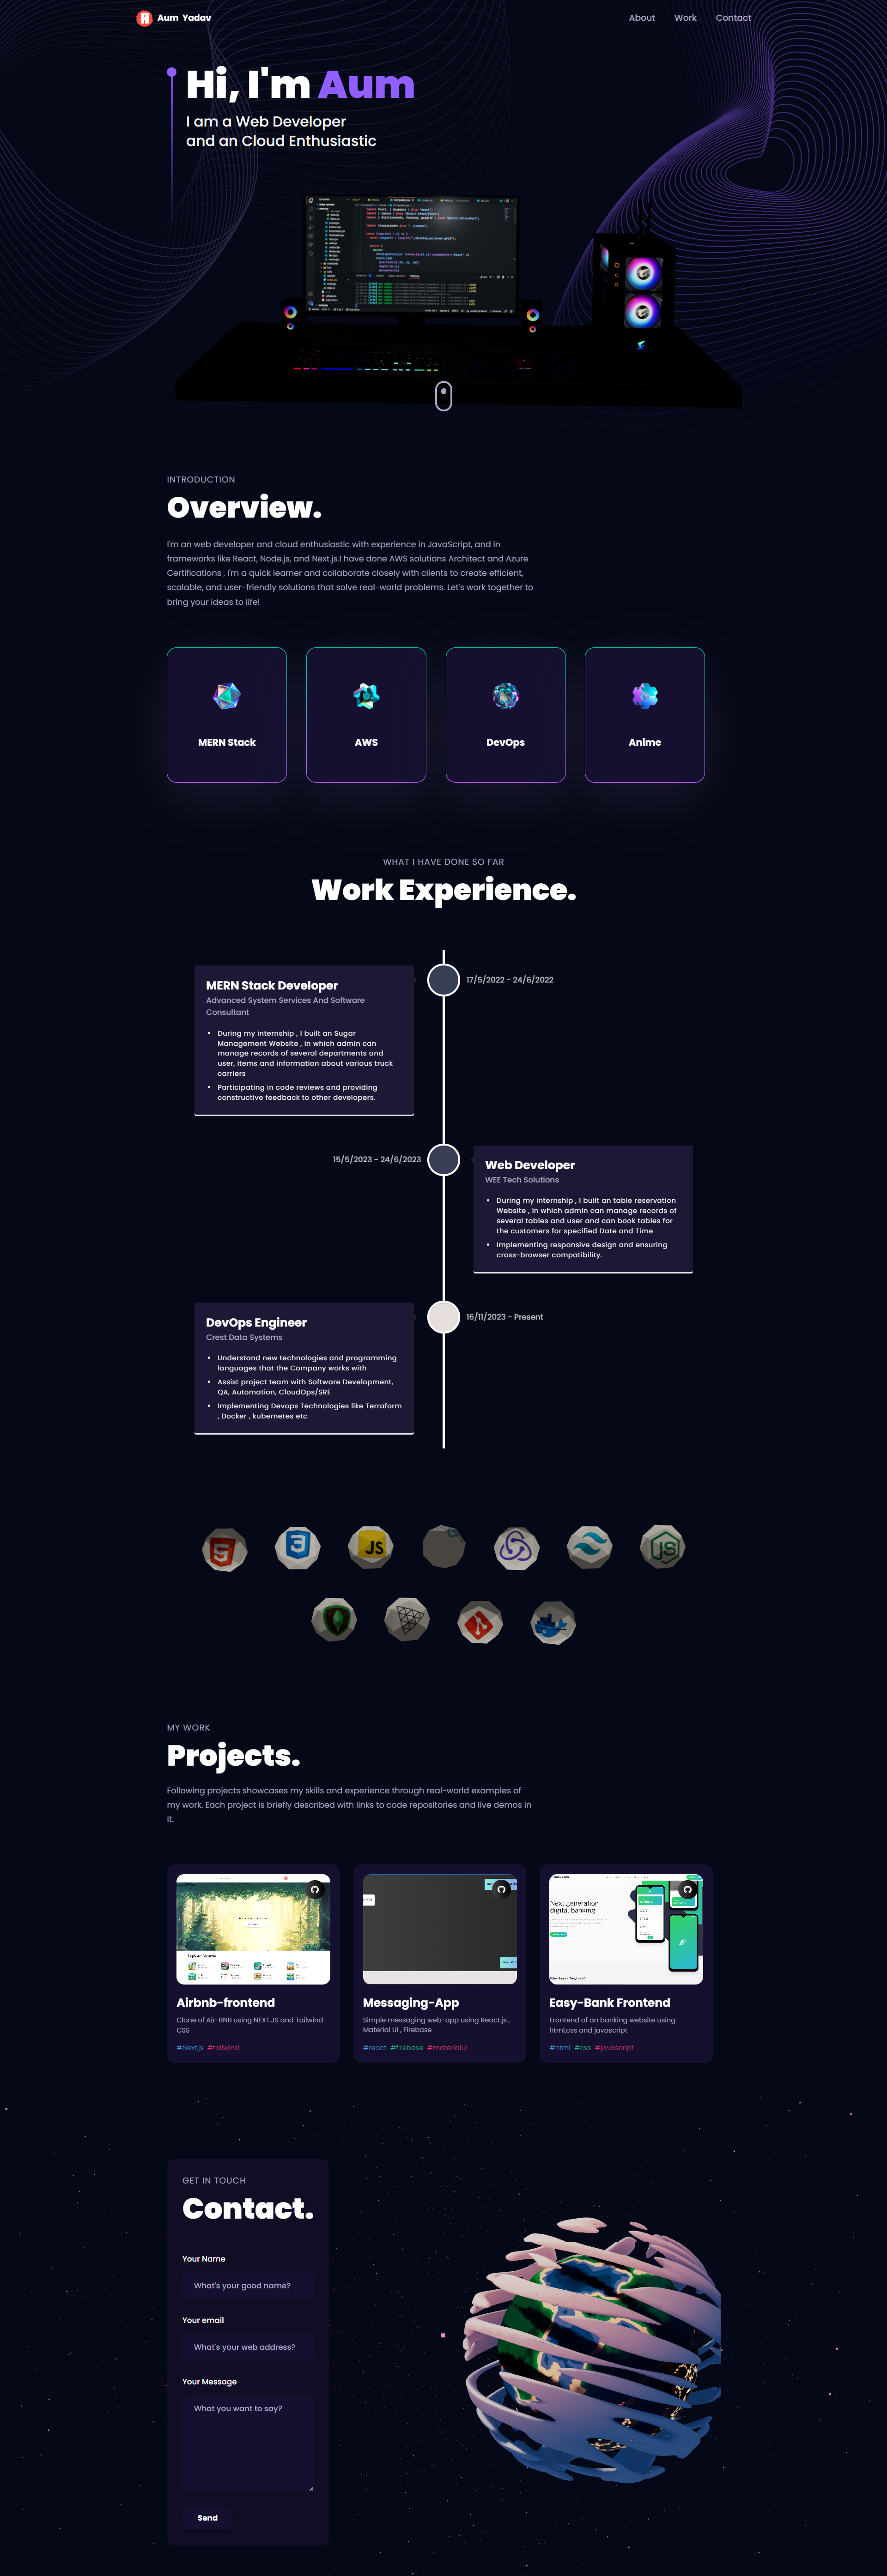 Aum Yadav
About
Work
Contact
Hi, I'm Aum
I am a Web Developer
and an Cloud Enthusiastic
INTRODUCTION
Overview.
I'm an web developer and cloud enthusiastic with experience in JavaScript, and in
frameworks like React, Node.js, and Next.js.I have done AWS solutions Architect and Azure
Certifications , I'm a quick learner and collaborate closely with clients to create efficient,
scalable, and user-friendly solutions that solve real-world problems. Let's work together to
bring your ideas to life!
MERN Stack
AWS
DevOps
Anime
WHAT I HAVE DONE SO FAR
Work Experience.
MERN Stack Developer
Advanced System Services And Software
Consultant
• During my internship , I built an Sugar
Management Website , in which admin can
manage records of several departments and
user, items and information about various truck
carriers
• Participating in code reviews and providing
constructive feedback to other developers.
17/5/2022 - 24/6/2022
15/5/2023 - 24/6/2023
Web Developer
WEE Tech Solutions
• During my internship , I built an table reservation
Website , in which admin can manage records of
several tables and user and can book tables for
the customers for specified Date and Time
• Implementing responsive design and ensuring
cross-browser compatibility.
DevOps Engineer
Crest Data Systems
• Understand new technologies and programming
languages that the Company works with
• Assist project team with Software Development,
QA, Automation, CloudOps/SRE
• Implementing Devops Technologies like Terraform
, Docker , kubernetes etc
16/11/2023 - Present
5
3
JS
JS
MY WORK
Projects.
Following projects showcases my skills and experience through real-world examples of
my work. Each project is briefly described with links to code repositories and live demos in
it.
Explore Nearby
Next generation
digital banking
Airbnb-frontend
Clone of Air-BNB using NEXT.JS and Tailwind
CSS
#Next.js #tailwind
Messaging-App
Simple messaging web-app using React.js ,
Material UI , Firebase
#react #firebase #materialUI
Easy-Bank Frontend
Frontend of an banking website using
html,css and javascript
#html #css #javascript
GET IN TOUCH
Contact.
Your Name
What's your good name?
Your email
What's your web address?
Your Message
What you want to say?
Send